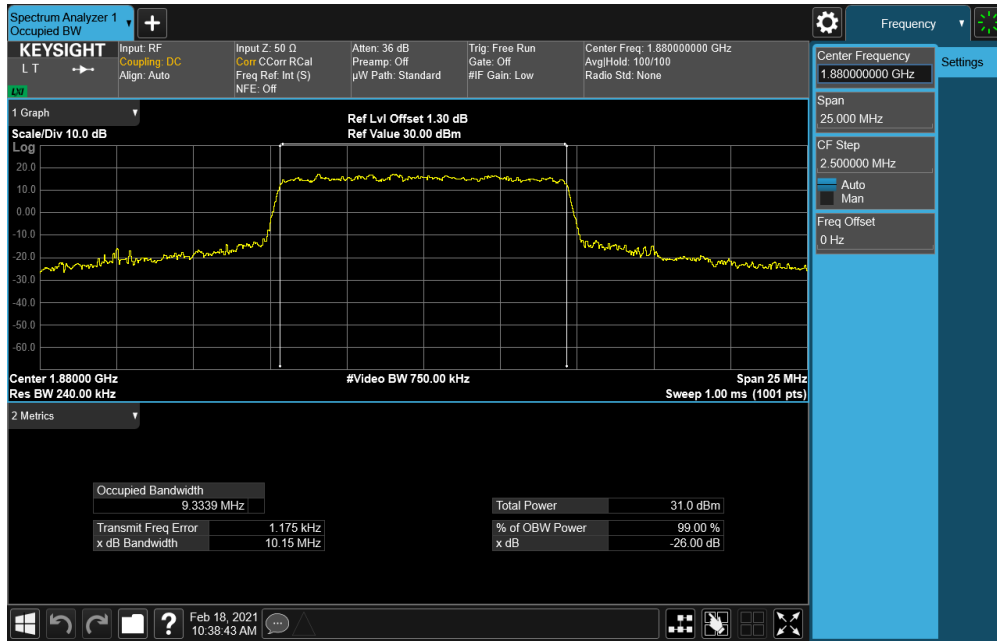 Spectrum Analyzer 1
Occupied BW
Frequency
KEYSIGHT
LT
LXI
Input: RF
Coupling: DC
Align: Auto
Input Z: 50 Ω
Corr CCorr RCal
Freq Ref: Int (S)
NFE: Off
Atten: 36 dB
Preamp: Off
µW Path: Standard
Trig: Free Run
Gate: Off
#IF Gain: Low
Center Freq: 1.880000000 GHz
Avg|Hold: 100/100
Radio Std: None
Center Frequency
1.880000000 GHz
Settings
Span
25.000 MHz
CF Step
2.500000 MHz
Auto
Man
Freq Offset
0 Hz
1 Graph
Scale/Div 10.0 dB
Ref Lvl Offset 1.30 dB
Ref Value 30.00 dBm
Log
20.0
10.0
0.00
-10.0
-20.0
-30.0
-40.0
-50.0
-60.0
Center 1.88000 GHz
#Video BW 750.00 kHz
Span 25 MHz
Res BW 240.00 kHz
Sweep 1.00 ms (1001 pts)
2 Metrics
Occupied Bandwidth
9.3339 MHz
Transmit Freq Error 1.175 kHz
x dB Bandwidth 10.15 MHz
Total Power 31.0 dBm
% of OBW Power 99.00 %
x dB -26.00 dB
Feb 18, 2021
10:38:43 AM